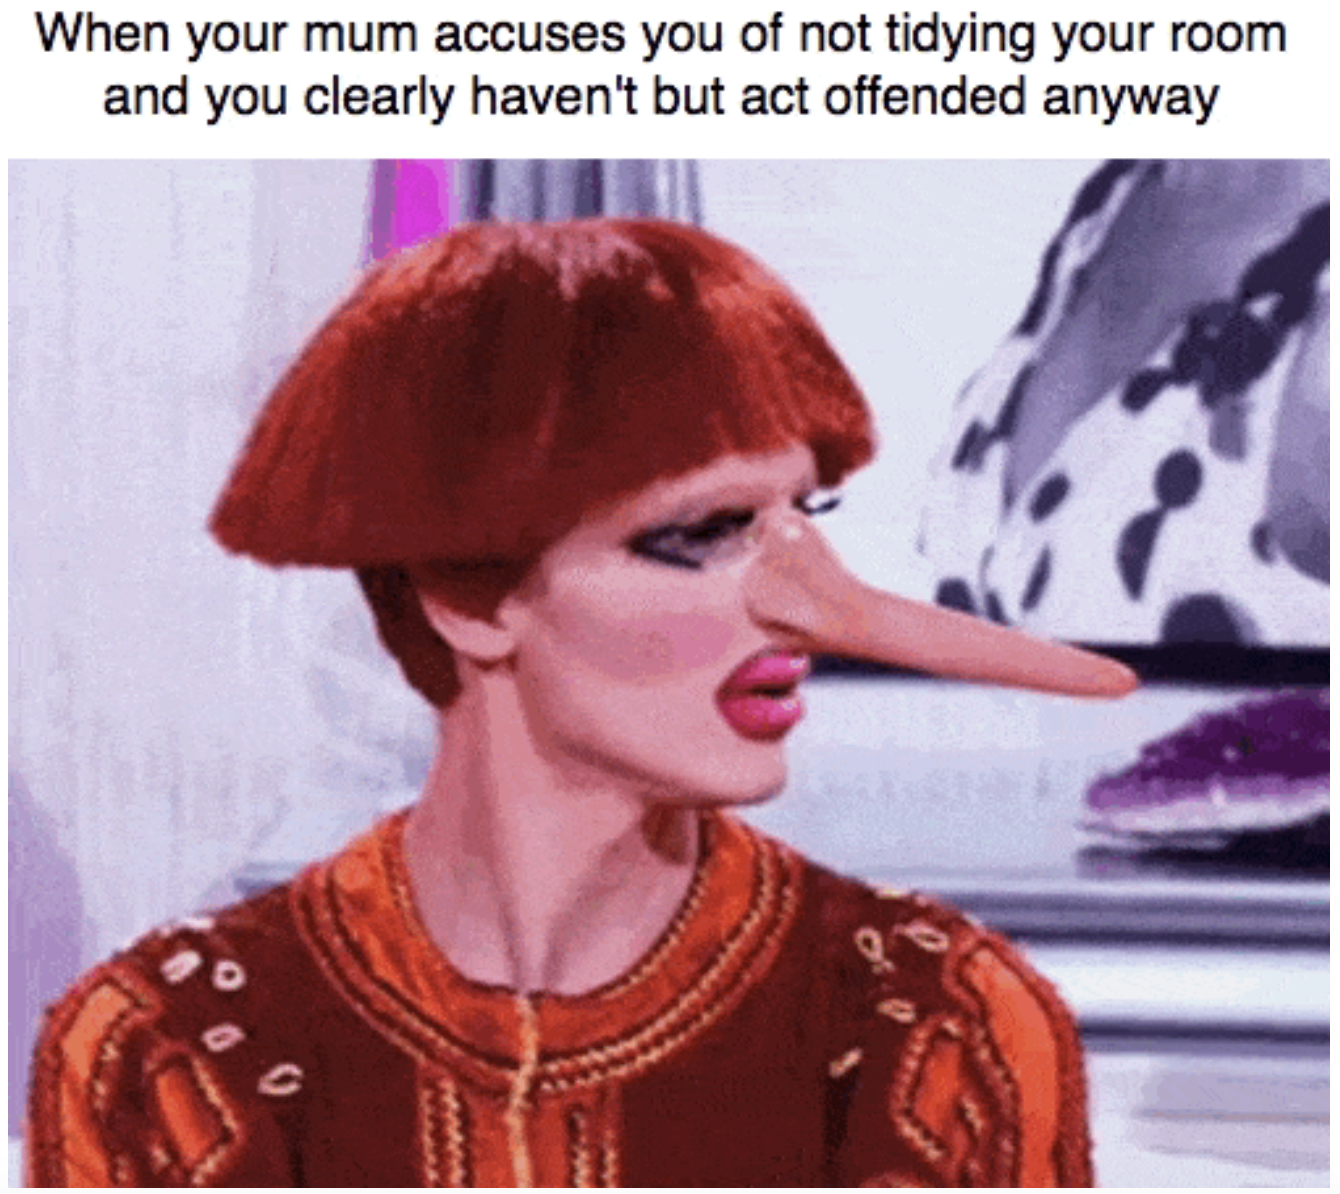 When your mum accuses you of not tidying your room
and you clearly haven't but act offended anyway